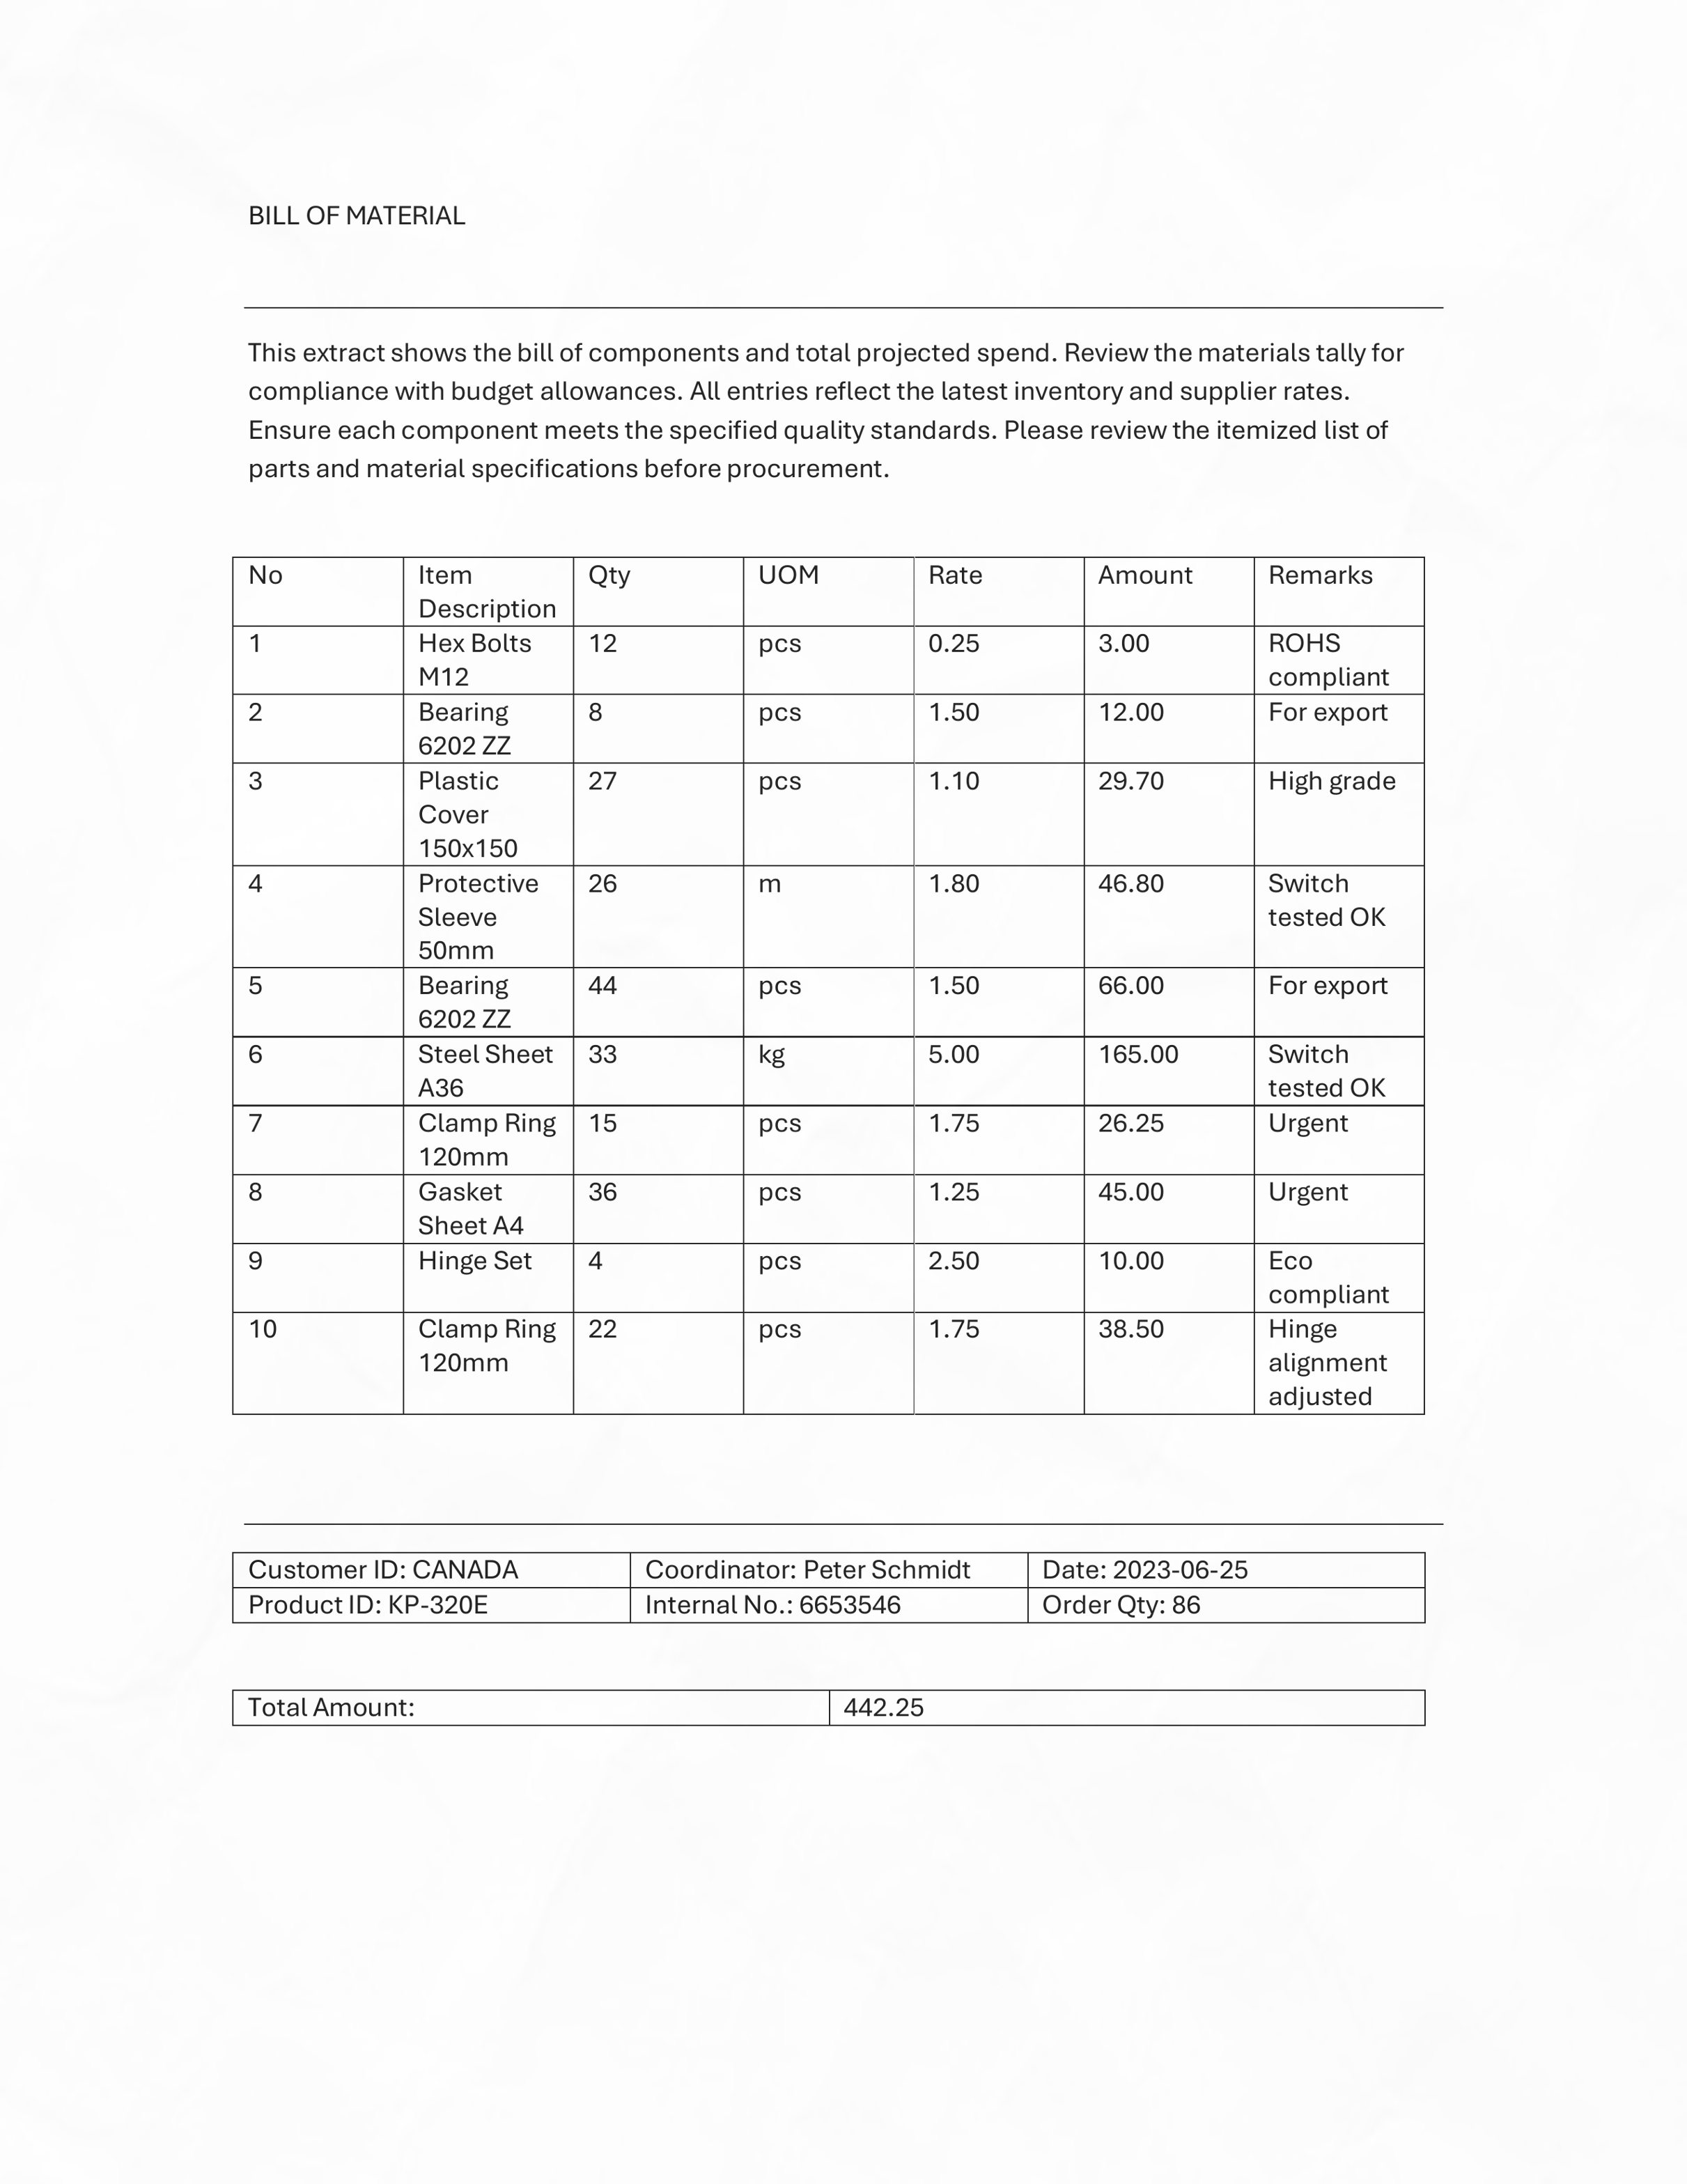 BILL OF MATERIAL
This extract shows the bill of components and total projected spend. Review the materials tally for
compliance with budget allowances. All entries reflect the latest inventory and supplier rates.
Ensure each component meets the specified quality standards. Please review the itemized list of
parts and material specifications before procurement.
No Item Description Qty UOM Rate Amount Remarks
1 Hex Bolts M12 12 pcs 0.25 3.00 ROHS compliant
2 Bearing 6202 ZZ 8 pcs 1.50 12.00 For export
3 Plastic Cover 150x150 27 pcs 1.10 29.70 High grade
4 Protective Sleeve 50mm 26 m 1.80 46.80 Switch tested OK
5 Bearing 6202 ZZ 44 pcs 1.50 66.00 For export
6 Steel Sheet A36 33 kg 5.00 165.00 Switch tested OK
7 Clamp Ring 120mm 15 pcs 1.75 26.25 Urgent
8 Gasket Sheet A4 36 pcs 1.25 45.00 Urgent
9 Hinge Set 4 pcs 2.50 10.00 Eco compliant
10 Clamp Ring 120mm 22 pcs 1.75 38.50 Hinge alignment adjusted
Customer ID: CANADA Coordinator: Peter Schmidt Date: 2023-06-25
Product ID: KP-320E Internal No.: 6653546 Order Qty: 86
Total Amount: 442.25